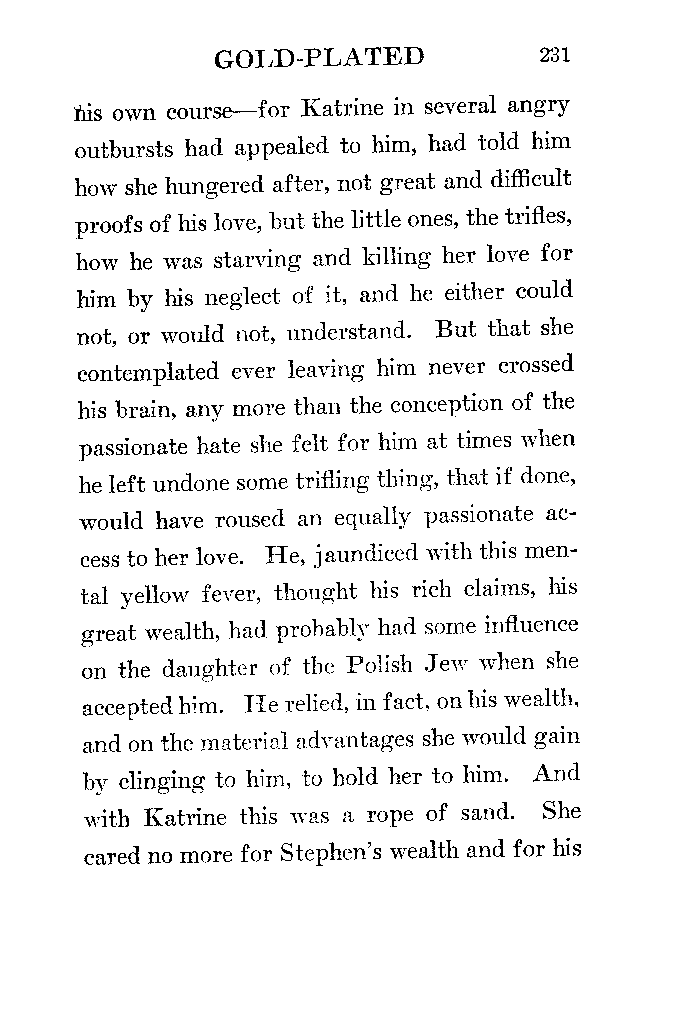 GOLD-PLATED 231
his own course—for Katrine in several angry
outbursts had appealed to him, had told him
how she hungered after, not great and difficult
proofs of his love, but the little ones, the trifles,
how he was starving and killing her love for
him by his neglect of it, and he either could
not, or would not, understand. But that she
contemplated ever leaving him never crossed
his brain, any more than the conception of the
passionate hate she felt for him at times when
he left undone some trifling thing, that if done,
would have roused an equally passionate ac-
cess to her love. He, jaundiced with this men-
tal yellow fever, thought his rich claims, his
great wealth, had probably had some influence
on the daughter of the Polish Jew when she
accepted him. He relied, in fact, on his wealth,
and on the material advantages she would gain
by clinging to him, to hold her to him. And
with Katrine this was a rope of sand. She
cared no more for Stephen's wealth and for his